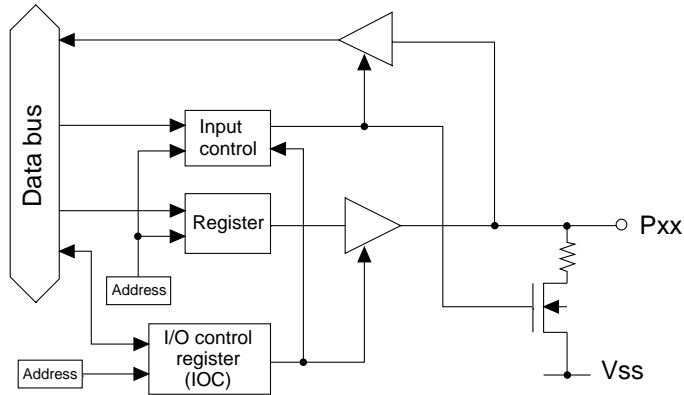 Data bus
Input
control
Register
Pxx
Address
I/O control
register
(IOC)
Address
Vss